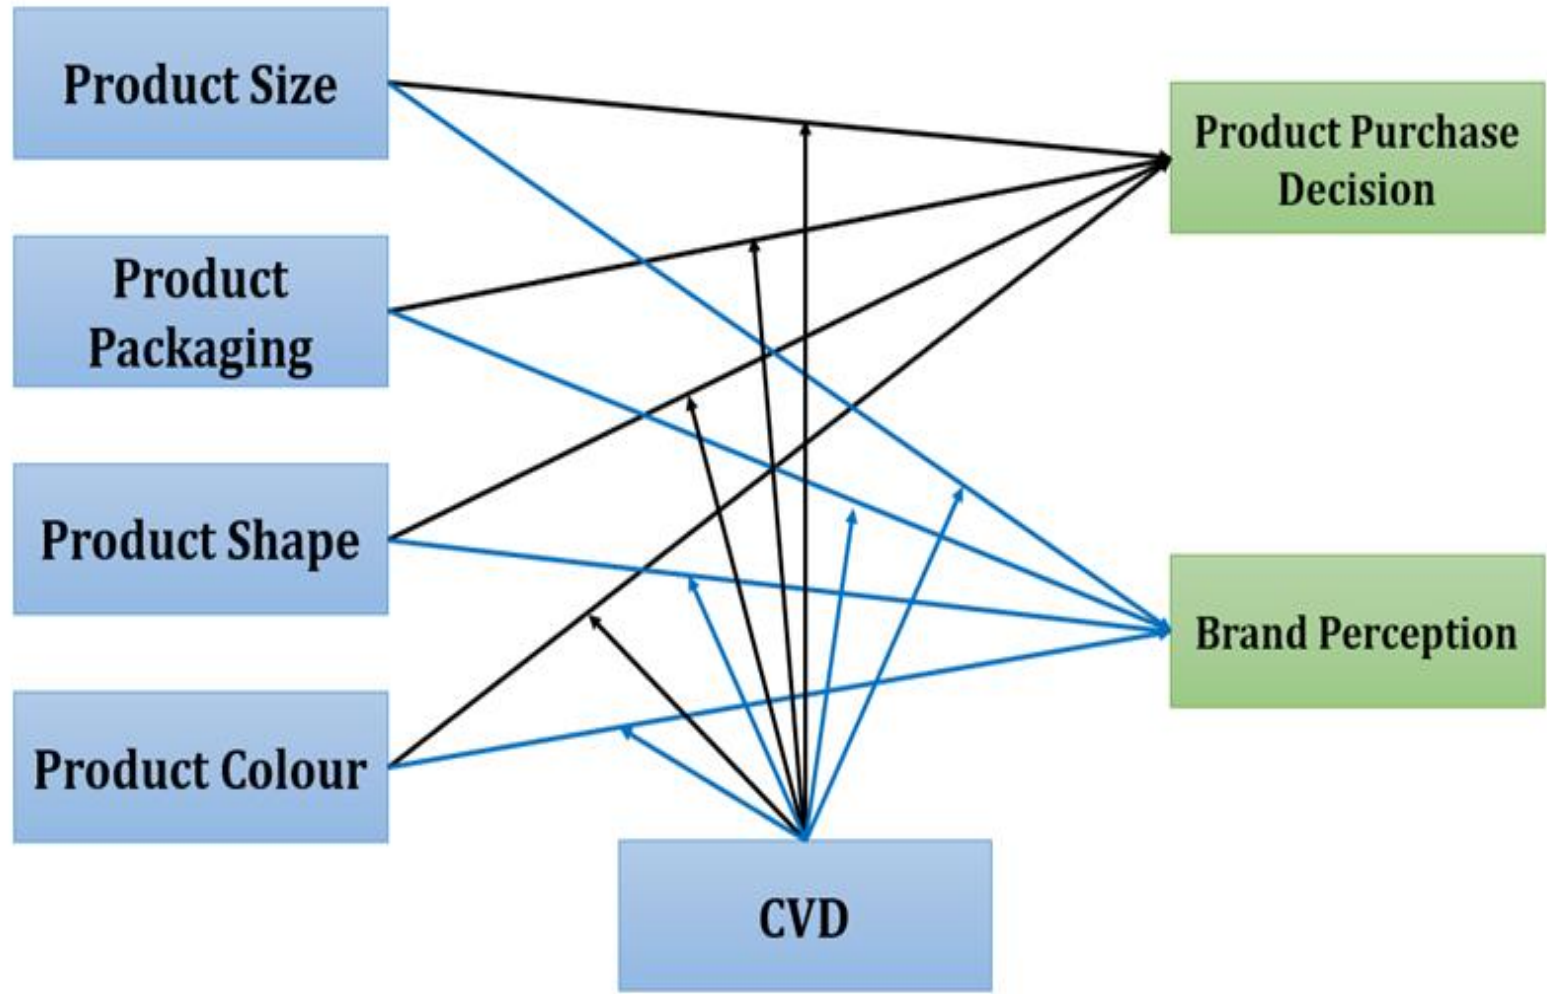 Product Size
Product Purchase
Decision
Product
Packaging
Product Shape
Brand Perception
Product Colour
CVD